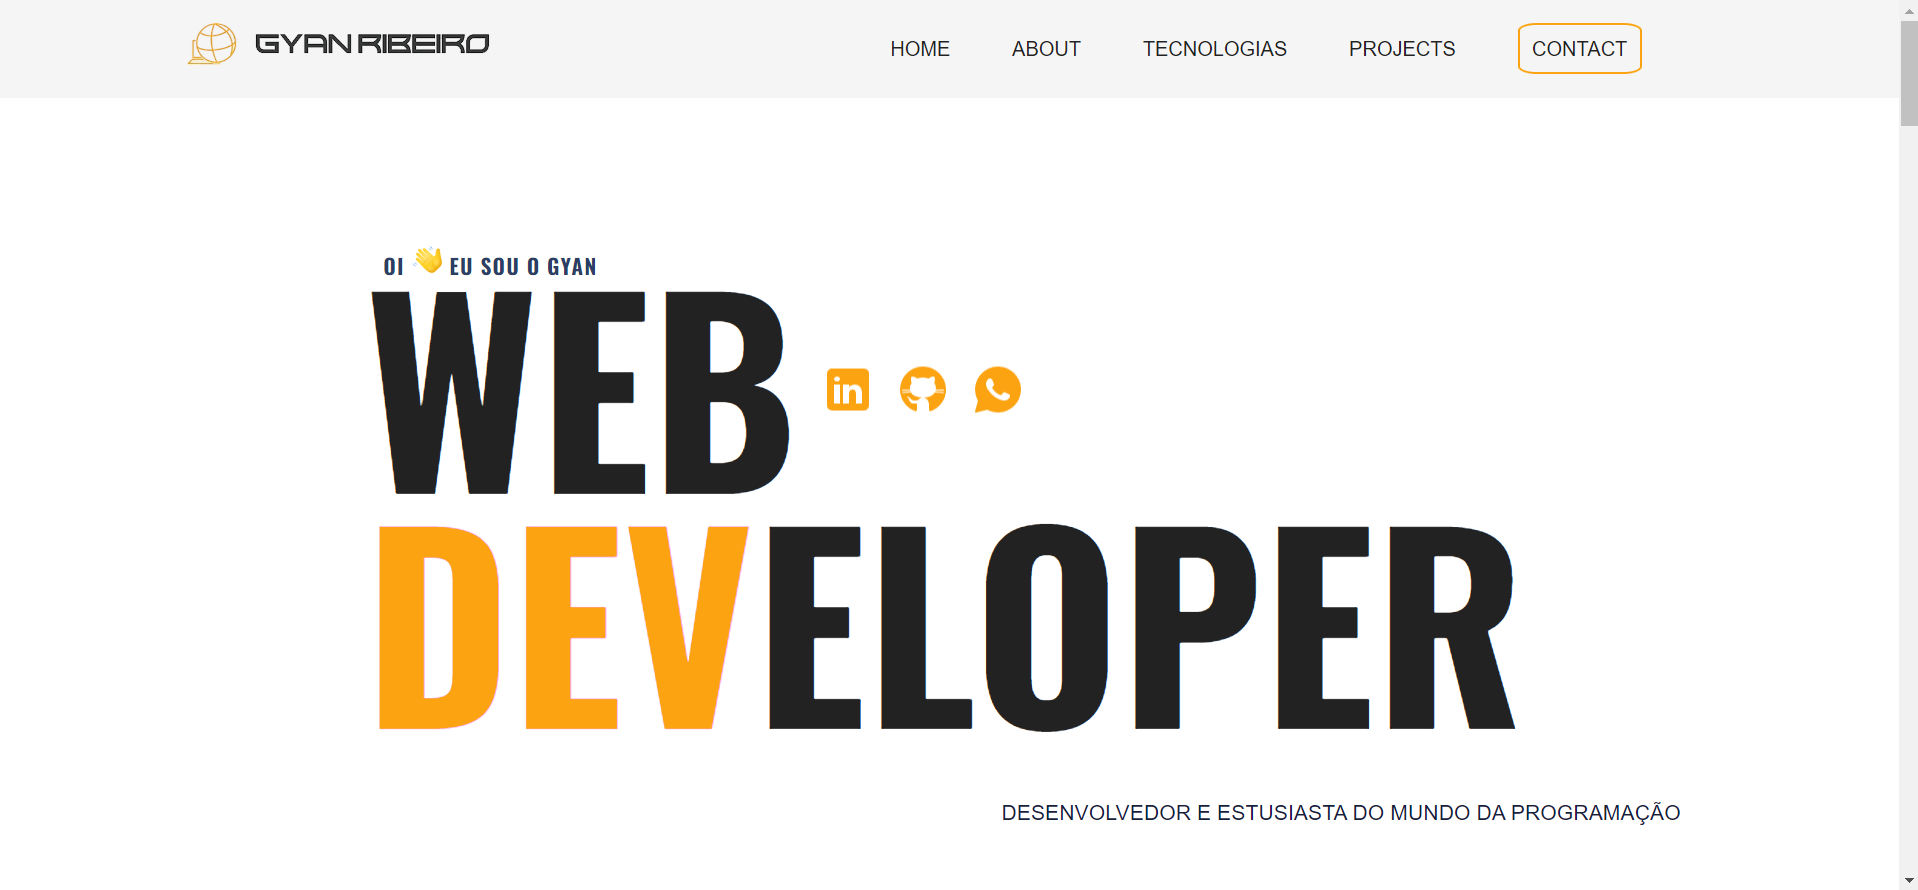 GYAN RIBEIRO
HOME ABOUT TECNOLOGIAS PROJECTS CONTACT
OI 👋 EU SOU O GYAN
WEB
in
DEVELOPER
DESENVOLVEDOR E ESTUSIASTA DO MUNDO DA PROGRAMAÇÃO